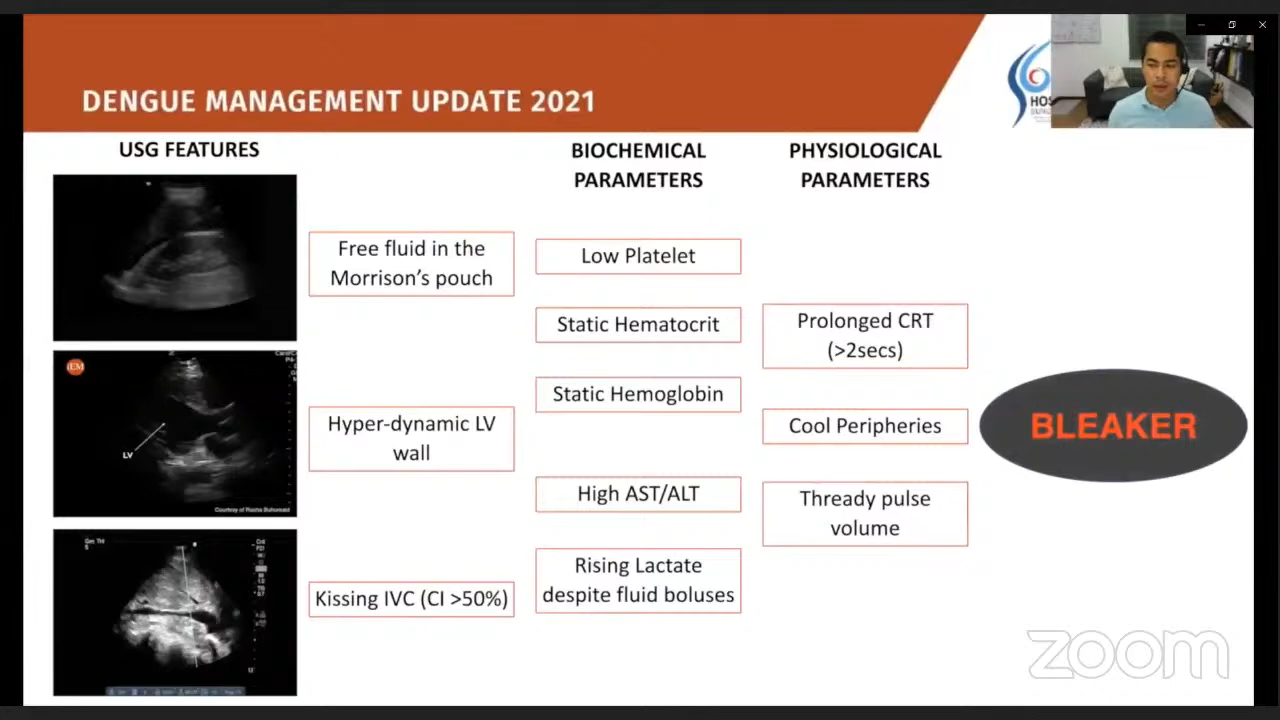 DENGUE MANAGEMENT UPDATE 2021
HOS
USG FEATURES
BIOCHEMICAL
PARAMETERS
PHYSIOLOGICAL
PARAMETERS
Free fluid in the
Morrison's pouch
Low Platelet
Static Hematocrit
Prolonged CRT
(>2secs)
Static Hemoglobin
LV
Hyper-dynamic LV
wall
Cool Peripheries
BLEAKER
High AST/ALT
Thready pulse
volume
Rising Lactate
despite fluid boluses
Kissing IVC (CI >50%)
zoom